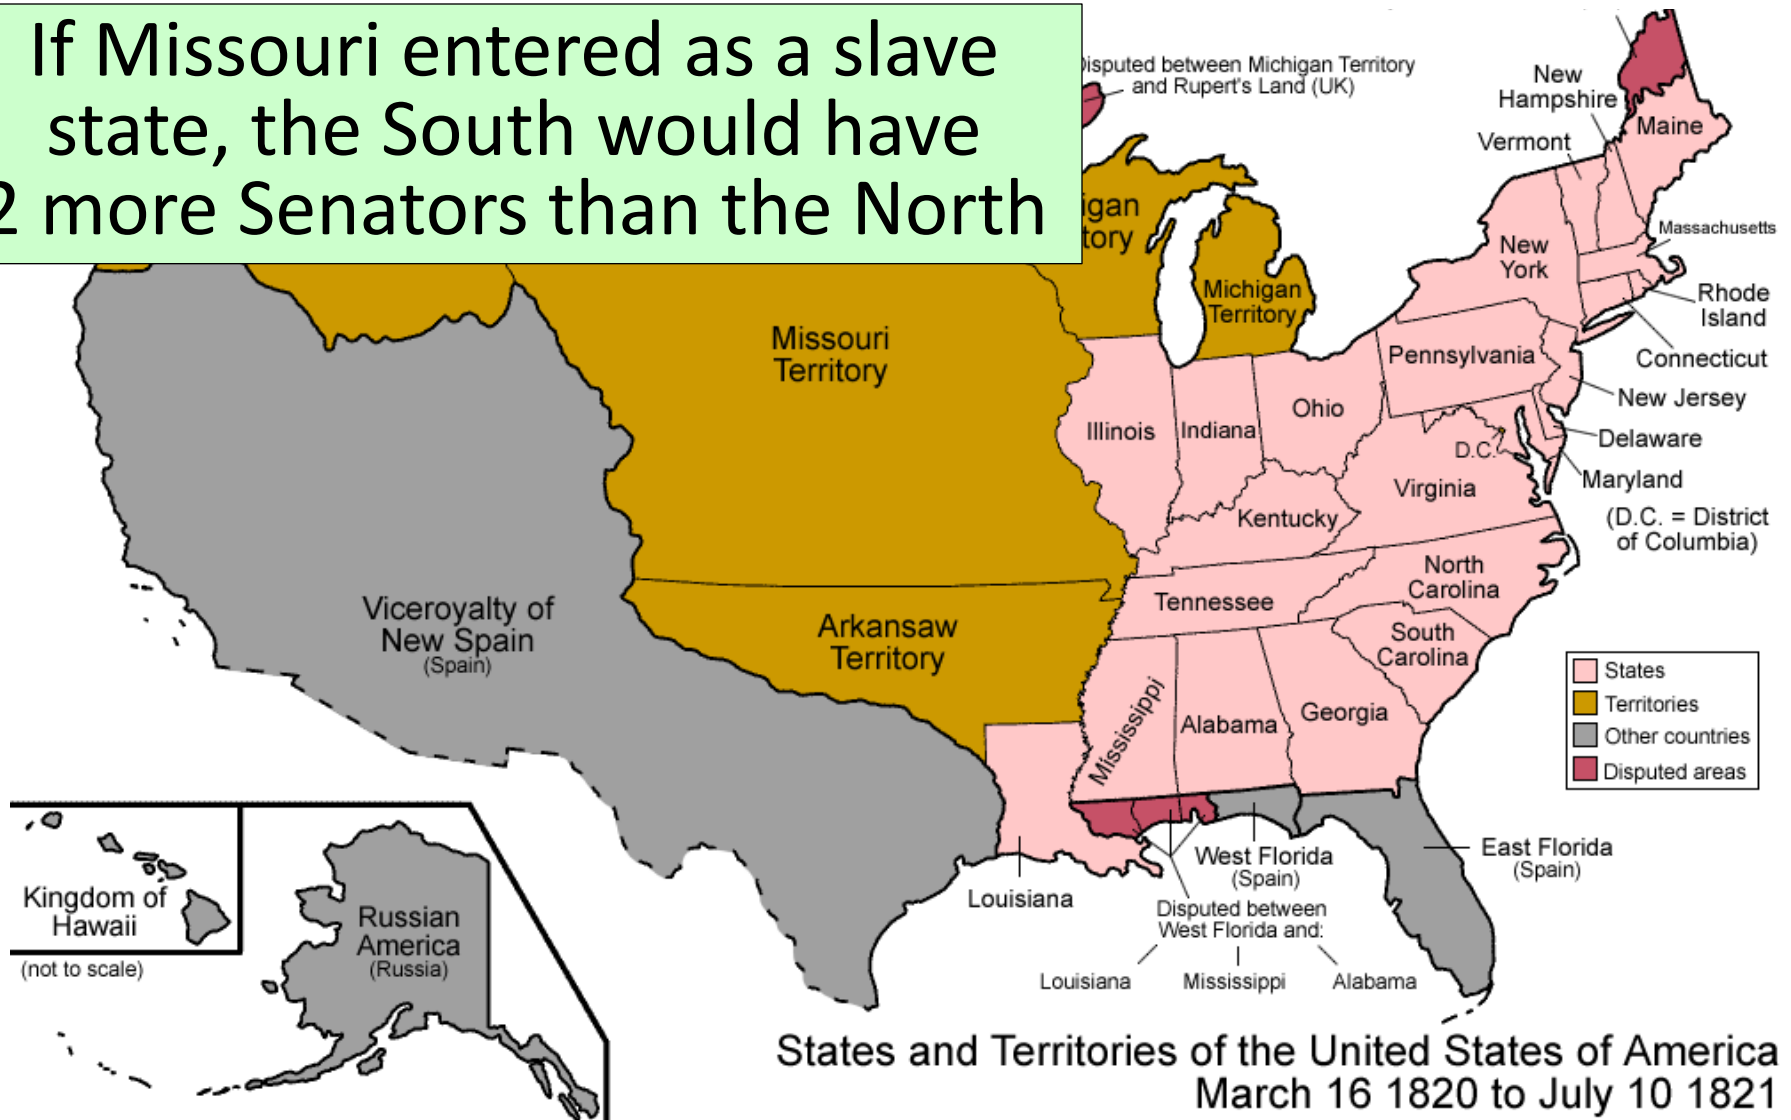 If Missouri entered as a slave
state, the South would have
2 more Senators than the North
Disputed between Michigan Territory
and Rupert's Land (UK)
New
Hampshire
Vermont
Maine
Massachusetts
New
York
Rhode
Island
Connecticut
New Jersey
Delaware
Maryland
(D.C. = District
of Columbia)
igan
tory
Michigan
Territory
Missouri
Territory
Pennsylvania
Illinois
Indiana
Ohio
D.C.
Virginia
Kentucky
North
Carolina
Tennessee
South
Carolina
Viceroyalty of
New Spain
(Spain)
Arkansaw
Territory
Mississippi
Alabama
Georgia
States
Territories
Other countries
Disputed areas
Kingdom of
Hawaii
(not to scale)
Russian
America
(Russia)
Louisiana
West Florida
(Spain)
East Florida
(Spain)
Disputed between
West Florida and:
Louisiana
Mississippi
Alabama
States and Territories of the United States of America
March 16 1820 to July 10 1821